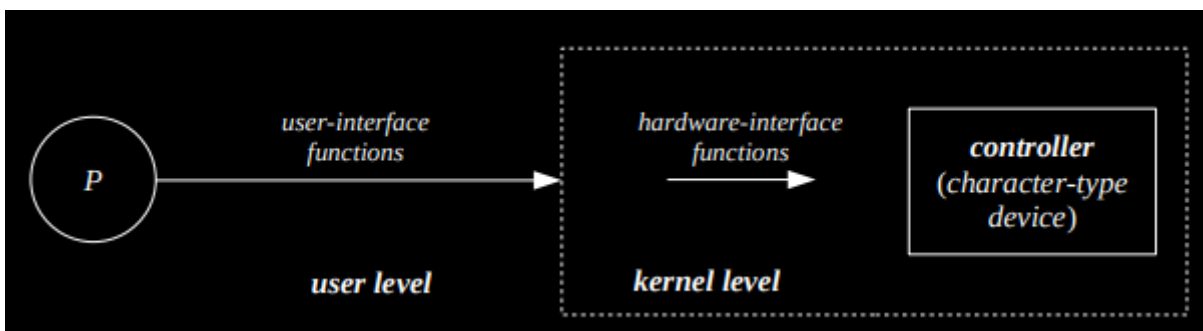 P
user-interface
functions
hardware-interface
functions
controller
(character-type
device)
user level
kernel level